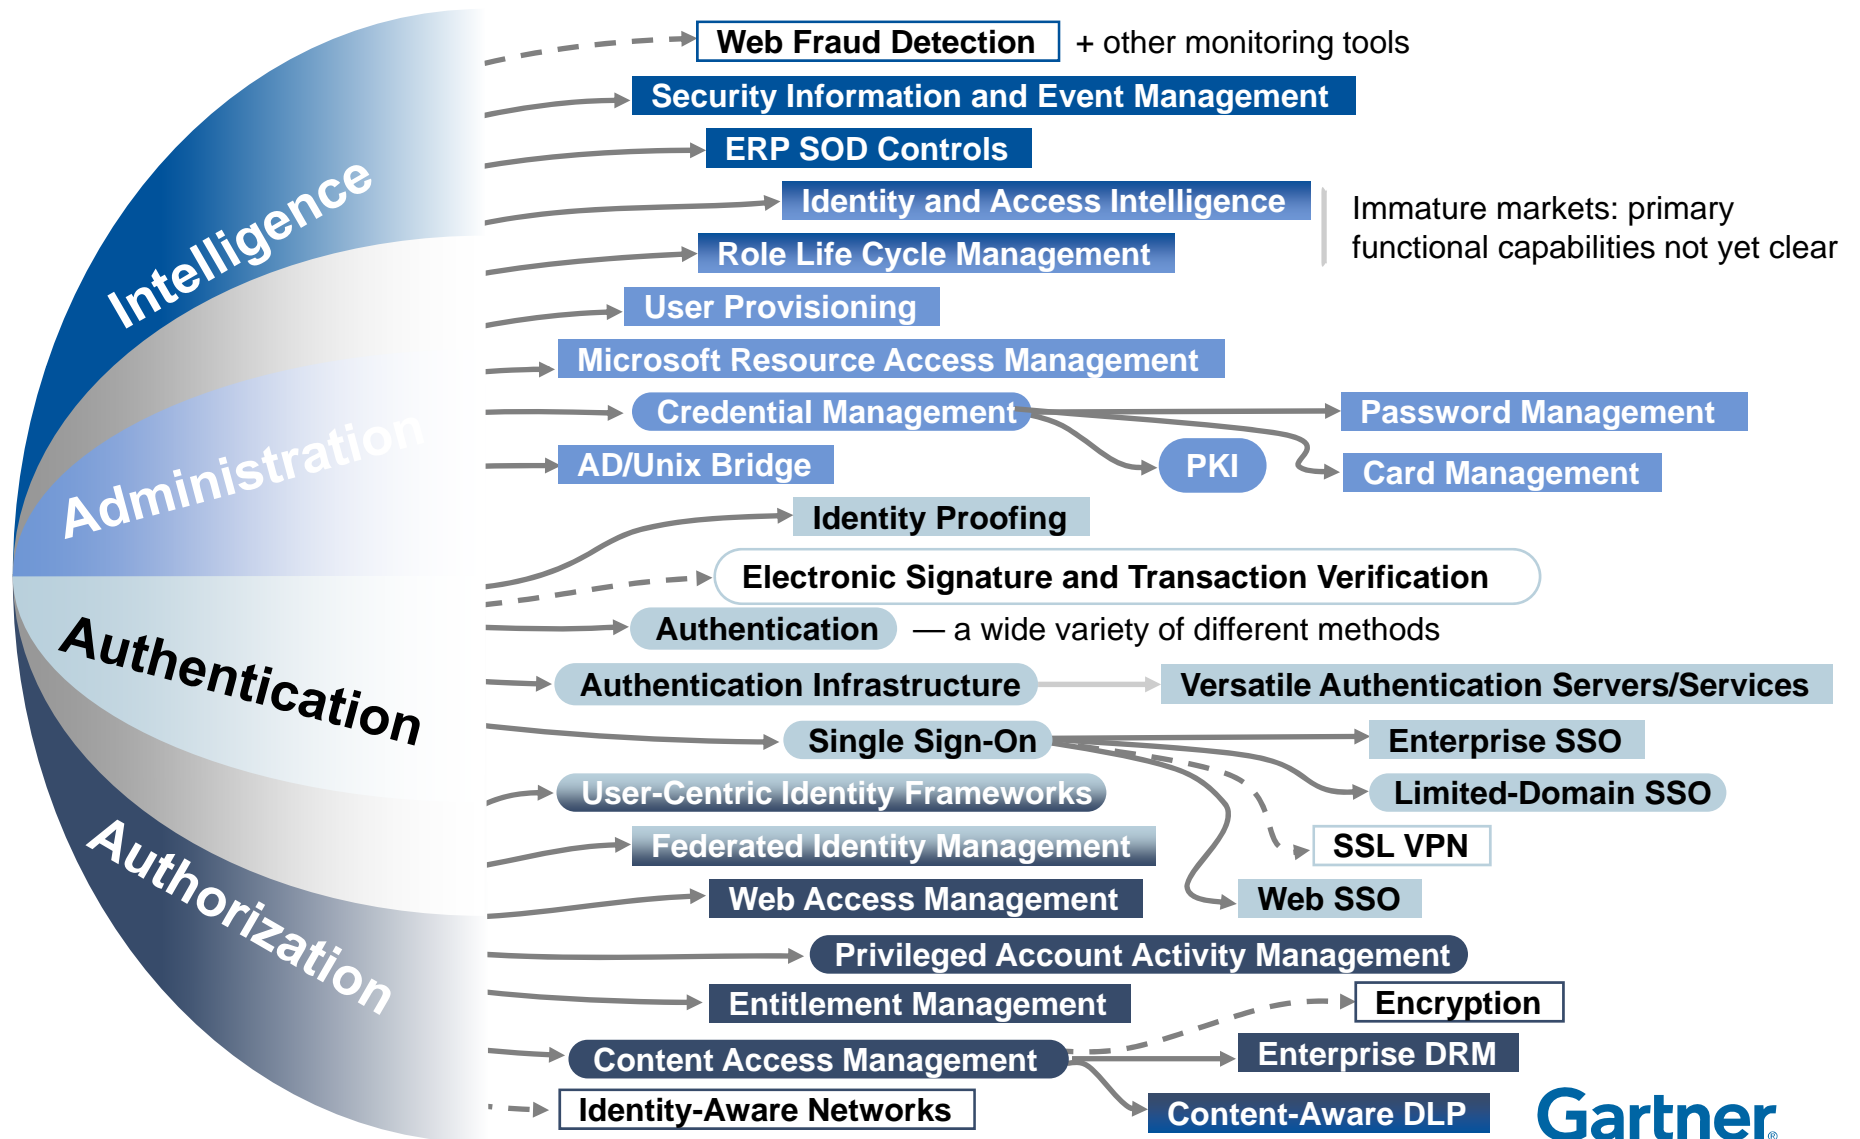 Web Fraud Detection + other monitoring tools
Security Information and Event Management
ERP SOD Controls
Intelligence
Identity and Access Intelligence
Immature markets: primary
functional capabilities not yet clear
Role Life Cycle Management
User Provisioning
Microsoft Resource Access Management
Administration
Credential Management
Password Management
AD/Unix Bridge
PKI
Card Management
Identity Proofing
Electronic Signature and Transaction Verification
Authentication — a wide variety of different methods
Authentication
Authentication Infrastructure
Versatile Authentication Servers/Services
Single Sign-On
Enterprise SSO
User-Centric Identity Frameworks
Limited-Domain SSO
Federated Identity Management
SSL VPN
Web Access Management
Web SSO
Authorization
Privileged Account Activity Management
Entitlement Management
Encryption
Content Access Management
Enterprise DRM
Identity-Aware Networks
Content-Aware DLP
Gartner®